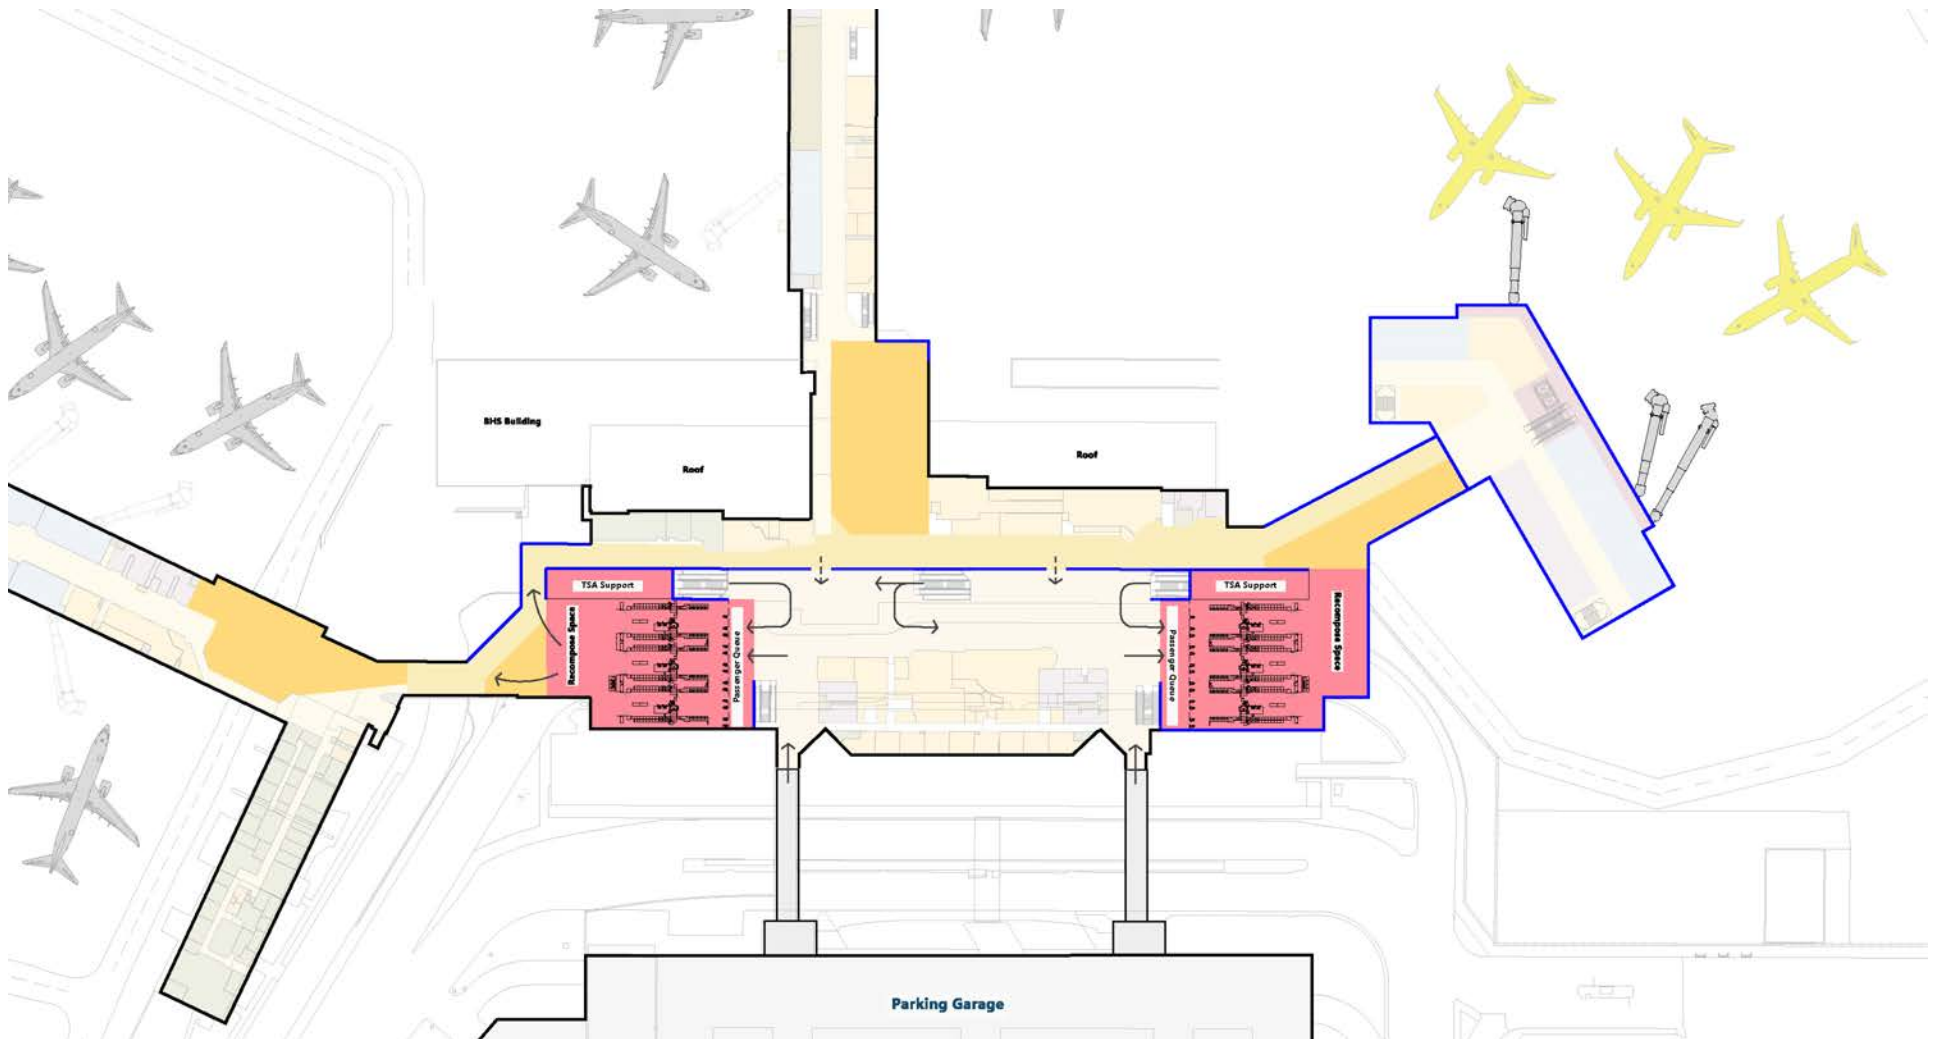 BHS Building
Roof
Roof
TSA Support
TSA Support
Recompose Space
Passenger Queue
Passenger Queue
Recompose Space
Parking Garage